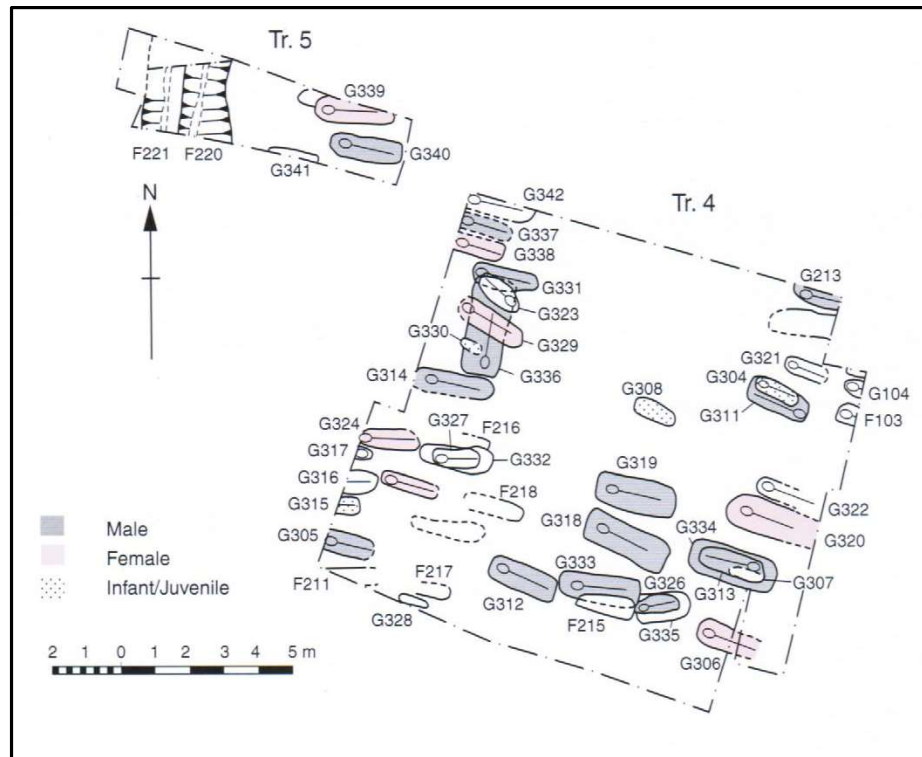 Tr. 5
G339
G340
F221 F220 G341
N
Tr. 4
G342
G337
G338
G331
G323
G330
G329
G336
G314
G213
G321
G304
G311
G104
F103
G308
G324
G327
F216
G332
G317
G316
G315
G305
F218
G319
G318
G322
G320
G334
G307
G313
F211
F217
G328
G312
G333
G326
F215
G335
G306
Male
Female
Infant/Juvenile
2 1 0 1 2 3 4 5 m